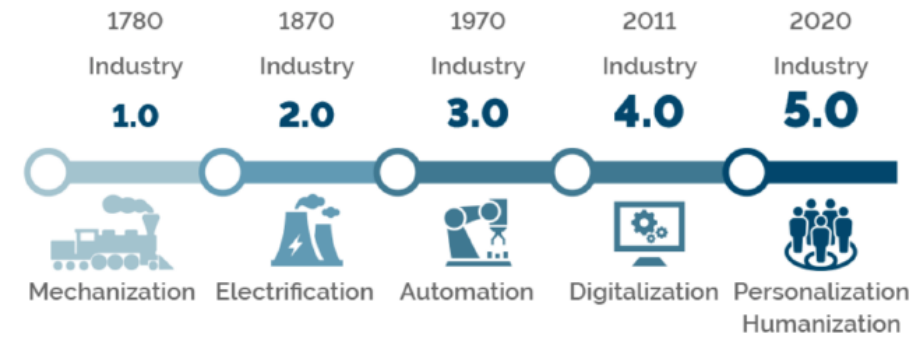 1780 1870 1970 2011 2020
Industry Industry Industry Industry Industry
1.0 2.0 3.0 4.0 5.0
Mechanization Electrification Automation Digitalization Personalization
Humanization